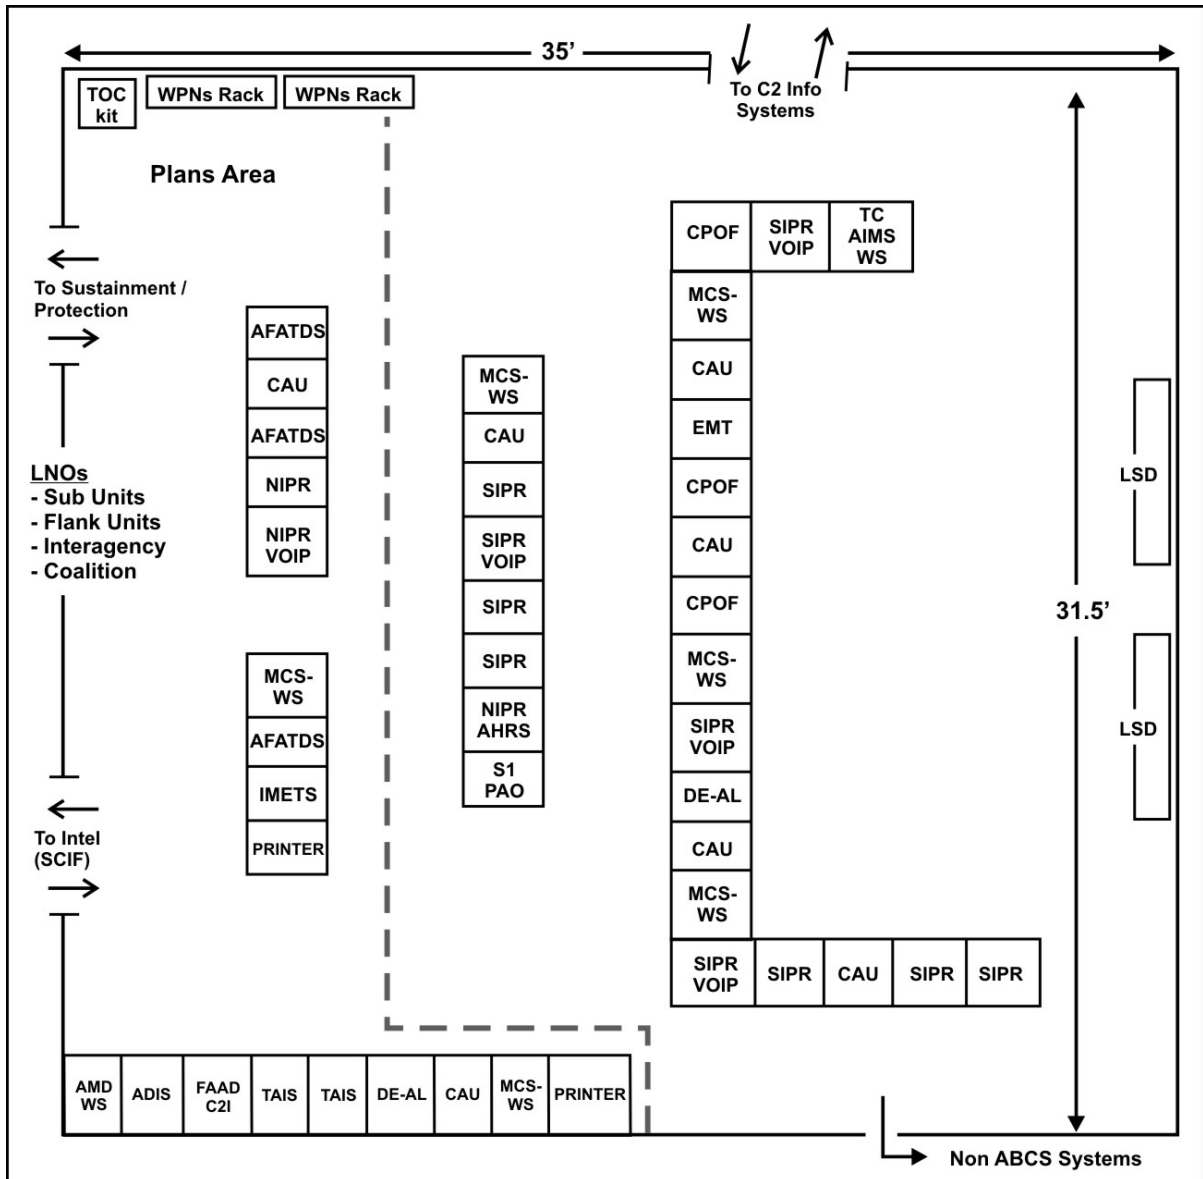 35’
To C2 Info
Systems
TOC
kit
WPNs Rack
WPNs Rack
Plans Area
To Sustainment /
Protection
LNOs
- Sub Units
- Flank Units
- Interagency
- Coalition
To Intel
(SCIF)
AFATDS
CAU
AFATDS
NIPR
NIPR
VOIP
MCS-
WS
AFATDS
IMETS
PRINTER
MCS-
WS
CAU
SIPR
SIPR
VOIP
SIPR
SIPR
NIPR
AHRS
S1
PAO
CPOF
SIPR
VOIP
TC
AIMS
WS
MCS-
WS
CAU
EMT
CPOF
CAU
CPOF
MCS-
WS
SIPR
VOIP
DE-AL
CAU
MCS-
WS
SIPR
VOIP
SIPR
CAU
SIPR
SIPR
31.5’
LSD
LSD
AMD
WS
ADIS
FAAD
C2I
TAIS
TAIS
DE-AL
CAU
MCS-
WS
PRINTER
Non ABCS Systems